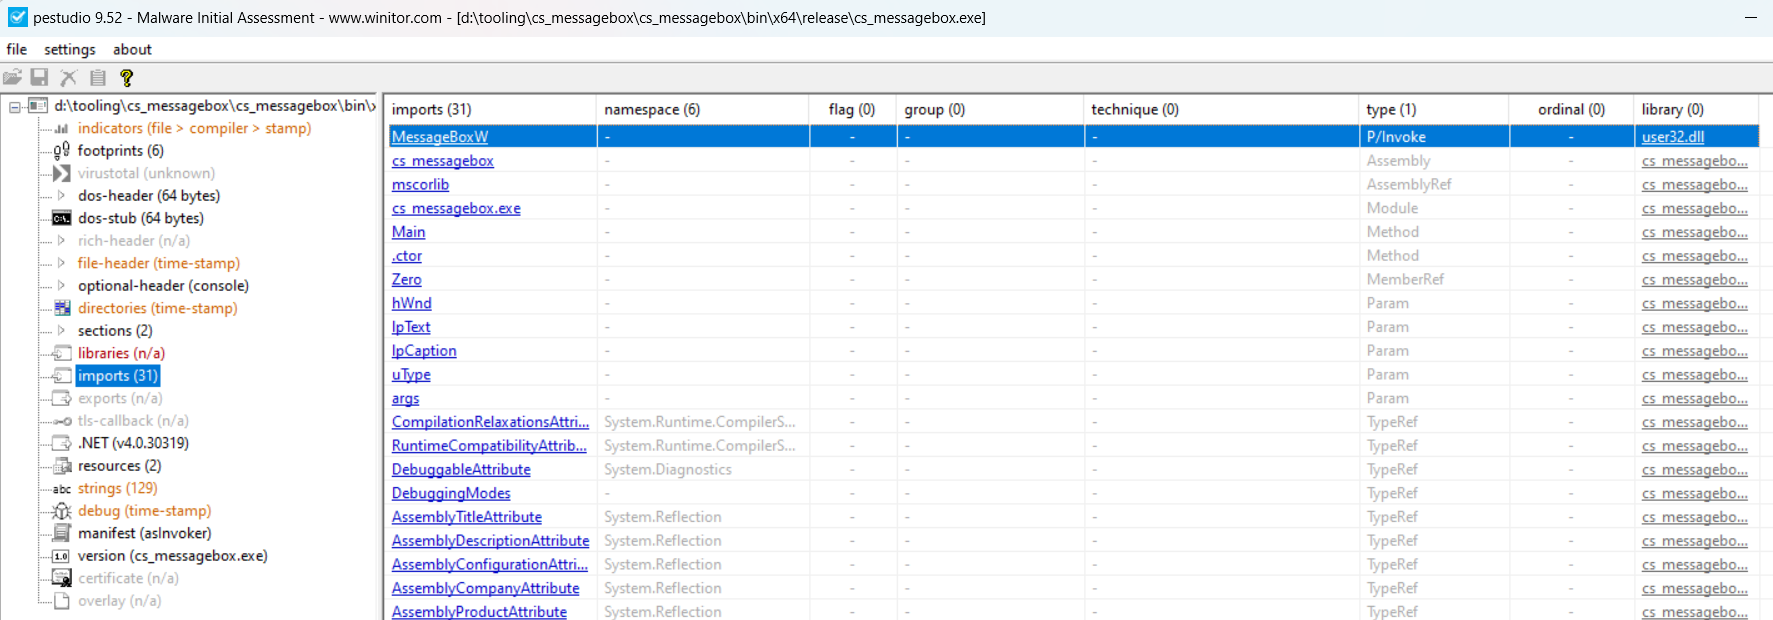 pestudio 9.52 - Malware Initial Assessment - www.winitor.com - [d:\tooling\cs_messagebox\cs_messagebox\bin\x64\release\cs_messagebox.exe]
file settings about
d:\tooling\cs_messagebox\cs_messagebox\bin\x
indicators (file > compiler > stamp)
footprints (6)
virustotal (unknown)
dos-header (64 bytes)
dos-stub (64 bytes)
rich-header (n/a)
file-header (time-stamp)
optional-header (console)
directories (time-stamp)
sections (2)
libraries (n/a)
imports (31)
exports (n/a)
tls-callback (n/a)
.NET (v4.0.30319)
resources (2)
abc strings (129)
debug (time-stamp)
manifest (asInvoker)
1.0 version (cs_messagebox.exe)
certificate (n/a)
overlay (n/a)
imports (31) namespace (6) flag (0) group (0) technique (0) type (1) ordinal (0) library (0)
MessageBoxW - - - - P/Invoke - user32.dll
cs_messagebox - - - - Assembly - cs_messagebo...
mscorlib - - - - AssemblyRef - cs_messagebo...
cs_messagebox.exe - - - - Module - cs_messagebo...
Main - - - - Method - cs_messagebo...
.ctor - - - - Method - cs_messagebo...
Zero - - - - MemberRef - cs_messagebo...
hWnd - - - - Param - cs_messagebo...
lpText - - - - Param - cs_messagebo...
lpCaption - - - - Param - cs_messagebo...
uType - - - - Param - cs_messagebo...
args - - - - Param - cs_messagebo...
CompilationRelaxationsAttri... System.Runtime.CompilerS... - - - TypeRef - cs_messagebo...
RuntimeCompatibilityAttrib... System.Runtime.CompilerS... - - - TypeRef - cs_messagebo...
DebuggableAttribute System.Diagnostics - - - TypeRef - cs_messagebo...
DebuggingModes - - - - TypeRef - cs_messagebo...
AssemblyTitleAttribute System.Reflection - - - TypeRef - cs_messagebo...
AssemblyDescriptionAttribute System.Reflection - - - TypeRef - cs_messagebo...
AssemblyConfigurationAttri... System.Reflection - - - TypeRef - cs_messagebo...
AssemblyCompanyAttribute System.Reflection - - - TypeRef - cs_messagebo...
AssemblyProductAttribute System.Reflection - - - TypeRef - cs_messagebo...